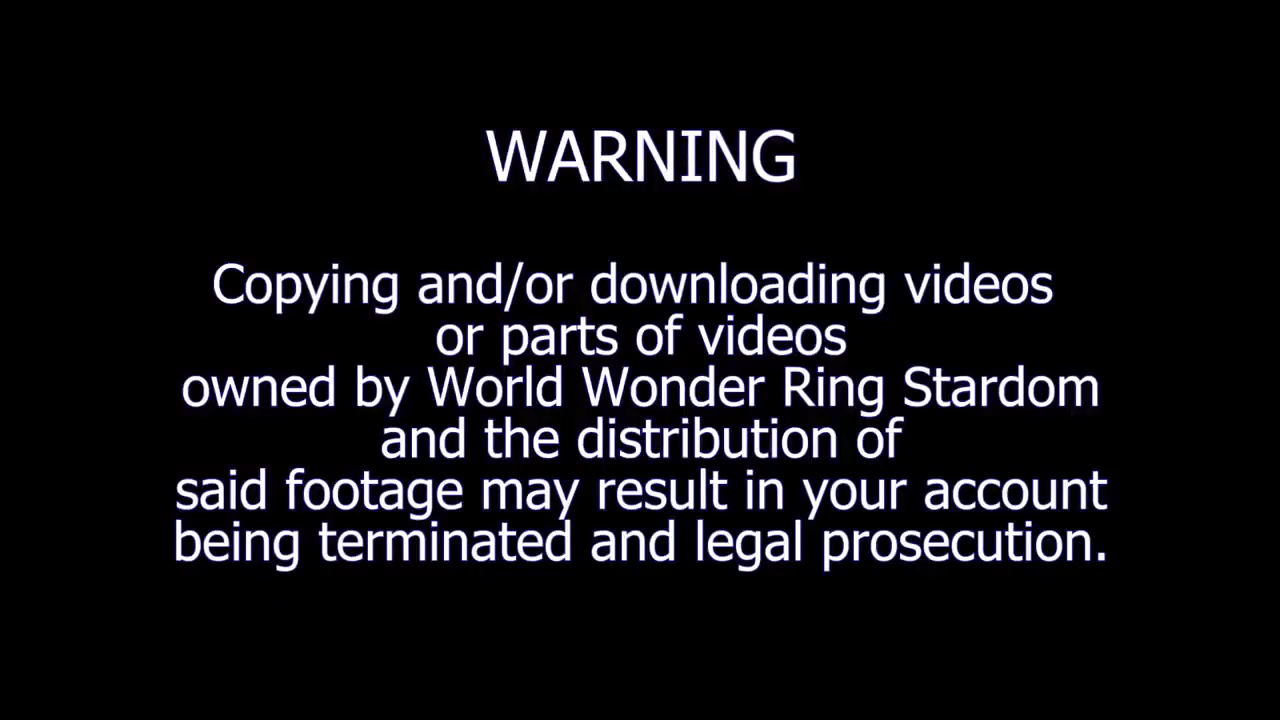 WARNING
Copying and/or downloading videos
or parts of videos
owned by World Wonder Ring Stardom
and the distribution of
said footage may result in your account
being terminated and legal prosecution.